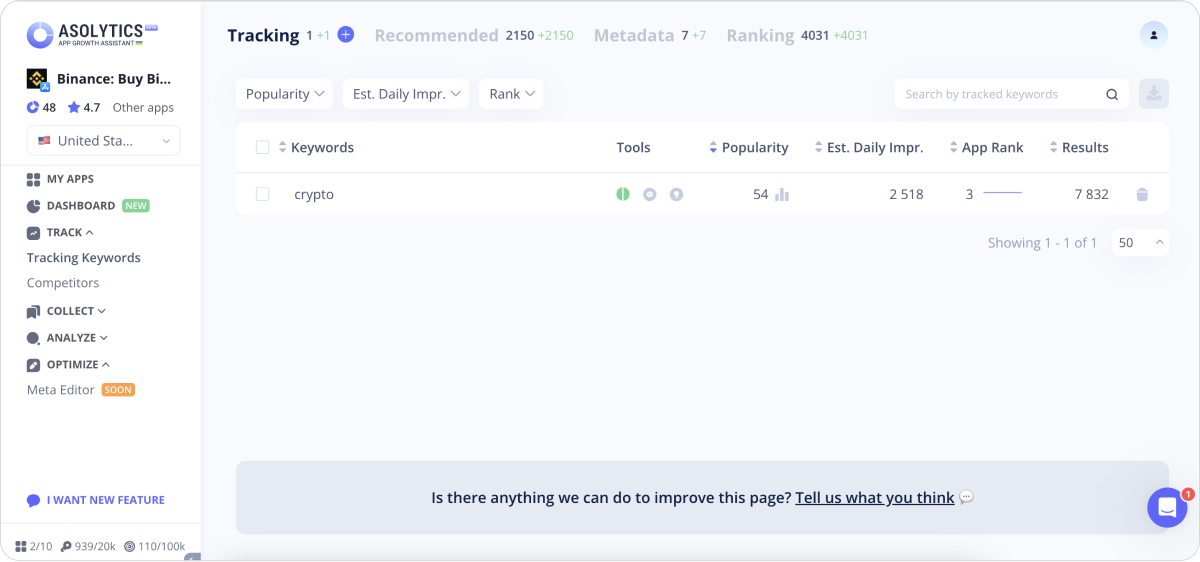 ASOLYTICS BETA
APP GROWTH ASSISTANT
Binance: Buy Bi...
48 4.7 Other apps
United Sta...
MY APPS
DASHBOARD NEW
TRACK
Tracking Keywords
Competitors
COLLECT
ANALYZE
OPTIMIZE
Meta Editor SOON
I WANT NEW FEATURE
2/10 939/20k 110/100k
Tracking 1 +1 Recommended 2150 +2150 Metadata 7 +7 Ranking 4031 +4031
Popularity Est. Daily Impr. Rank Search by tracked keywords
Keywords Tools Popularity Est. Daily Impr. App Rank Results
crypto 54 2 518 3 7 832
Showing 1 - 1 of 1 50
Is there anything we can do to improve this page? Tell us what you think
1